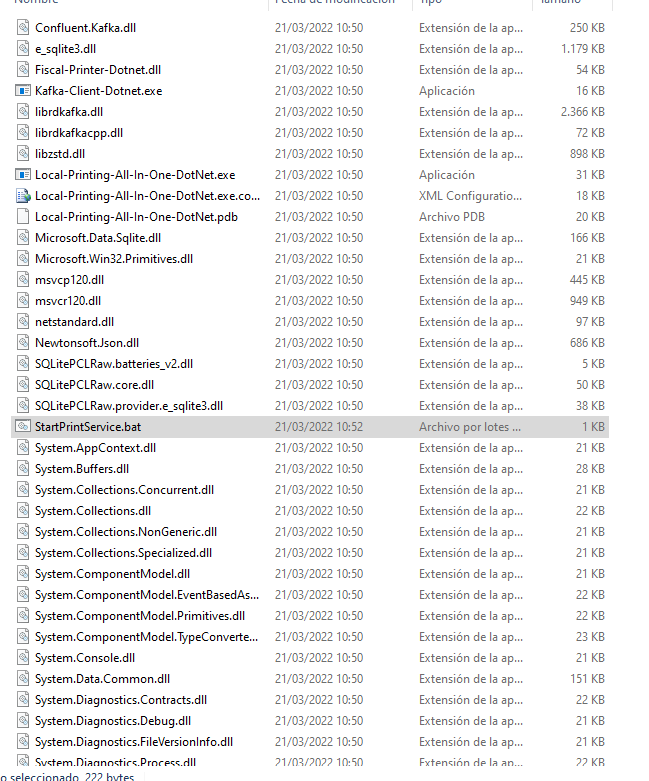 Nombre Fecha de modificación Tipo Tamaño
Confluent.Kafka.dll 21/03/2022 10:50 Extensión de la ap... 250 KB
e_sqlite3.dll 21/03/2022 10:50 Extensión de la ap... 1.179 KB
Fiscal-Printer-Dotnet.dll 21/03/2022 10:50 Extensión de la ap... 54 KB
Kafka-Client-Dotnet.exe 21/03/2022 10:50 Aplicación 16 KB
librdkafka.dll 21/03/2022 10:50 Extensión de la ap... 2.366 KB
librdkafkacpp.dll 21/03/2022 10:50 Extensión de la ap... 72 KB
libzstd.dll 21/03/2022 10:50 Extensión de la ap... 898 KB
Local-Printing-All-In-One-DotNet.exe 21/03/2022 10:50 Aplicación 31 KB
Local-Printing-All-In-One-DotNet.exe.co... 21/03/2022 10:50 XML Configuratio... 18 KB
Local-Printing-All-In-One-DotNet.pdb 21/03/2022 10:50 Archivo PDB 20 KB
Microsoft.Data.Sqlite.dll 21/03/2022 10:50 Extensión de la ap... 166 KB
Microsoft.Win32.Primitives.dll 21/03/2022 10:50 Extensión de la ap... 21 KB
msvcp120.dll 21/03/2022 10:50 Extensión de la ap... 445 KB
msvcr120.dll 21/03/2022 10:50 Extensión de la ap... 949 KB
netstandard.dll 21/03/2022 10:50 Extensión de la ap... 97 KB
Newtonsoft.Json.dll 21/03/2022 10:50 Extensión de la ap... 686 KB
SQLitePCLRaw.batteries_v2.dll 21/03/2022 10:50 Extensión de la ap... 5 KB
SQLitePCLRaw.core.dll 21/03/2022 10:50 Extensión de la ap... 50 KB
SQLitePCLRaw.provider.e_sqlite3.dll 21/03/2022 10:50 Extensión de la ap... 38 KB
StartPrintService.bat 21/03/2022 10:52 Archivo por lotes ... 1 KB
System.AppContext.dll 21/03/2022 10:50 Extensión de la ap... 21 KB
System.Buffers.dll 21/03/2022 10:50 Extensión de la ap... 28 KB
System.Collections.Concurrent.dll 21/03/2022 10:50 Extensión de la ap... 21 KB
System.Collections.dll 21/03/2022 10:50 Extensión de la ap... 22 KB
System.Collections.NonGeneric.dll 21/03/2022 10:50 Extensión de la ap... 21 KB
System.Collections.Specialized.dll 21/03/2022 10:50 Extensión de la ap... 21 KB
System.ComponentModel.dll 21/03/2022 10:50 Extensión de la ap... 21 KB
System.ComponentModel.EventBasedAs... 21/03/2022 10:50 Extensión de la ap... 22 KB
System.ComponentModel.Primitives.dll 21/03/2022 10:50 Extensión de la ap... 22 KB
System.ComponentModel.TypeConverte... 21/03/2022 10:50 Extensión de la ap... 23 KB
System.Console.dll 21/03/2022 10:50 Extensión de la ap... 21 KB
System.Data.Common.dll 21/03/2022 10:50 Extensión de la ap... 151 KB
System.Diagnostics.Contracts.dll 21/03/2022 10:50 Extensión de la ap... 22 KB
System.Diagnostics.Debug.dll 21/03/2022 10:50 Extensión de la ap... 21 KB
System.Diagnostics.FileVersionInfo.dll 21/03/2022 10:50 Extensión de la ap... 21 KB
System.Diagnostics.Process.dll 21/03/2022 10:50 Extensión de la ap... 22 KB
o seleccionado 222 bytes